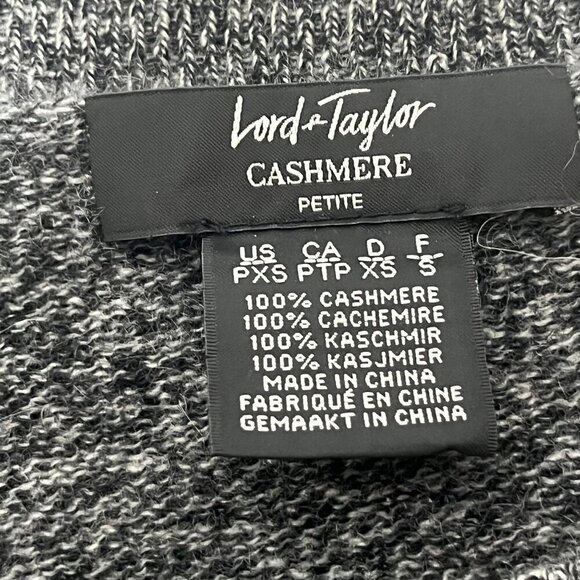 Lord & Taylor
CASHMERE
PETITE
US CA D F
PXS PTP XS S
100% CASHMERE
100% CACHEMIRE
100% KASCHMIR
100% KASJMIER
MADE IN CHINA
FABRIQUÉ EN CHINE
GEMAAKT IN CHINA